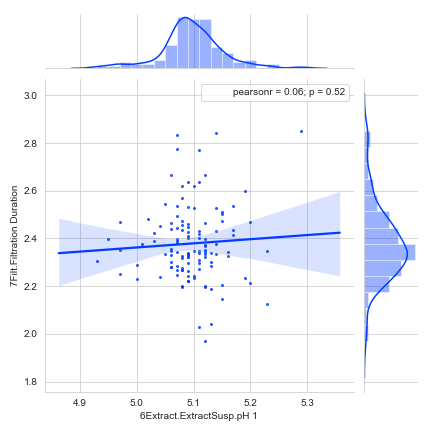 pearsonr = 0.06; p = 0.52
3.0
2.8
2.6
2.4
2.2
2.0
1.8
7Filt.Filtration Duration
4.9 5.0 5.1 5.2 5.3
6Extract.ExtractSusp.pH 1